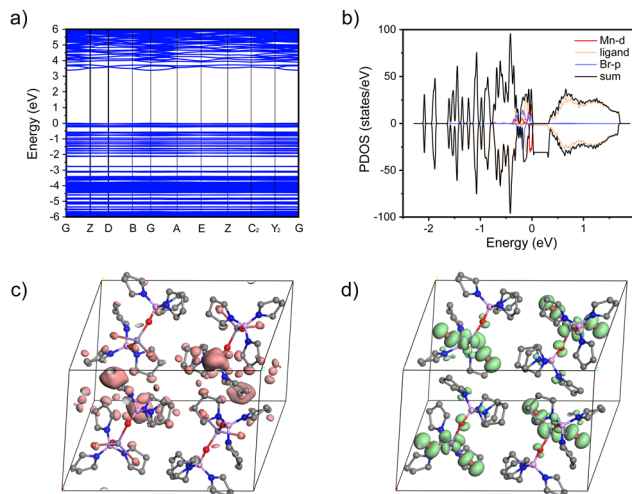 a)
6
5
4
3
2
1
0
-1
-2
-3
-4
-5
-6
Energy (eV)
G Z D B G A E Z C₂ Y₂ G
b)
100
50
0
50
-100
PDOS (states/eV)
Mn-d
ligand
Br-p
sum
-2 -1 0 1
Energy (eV)
c)
d)